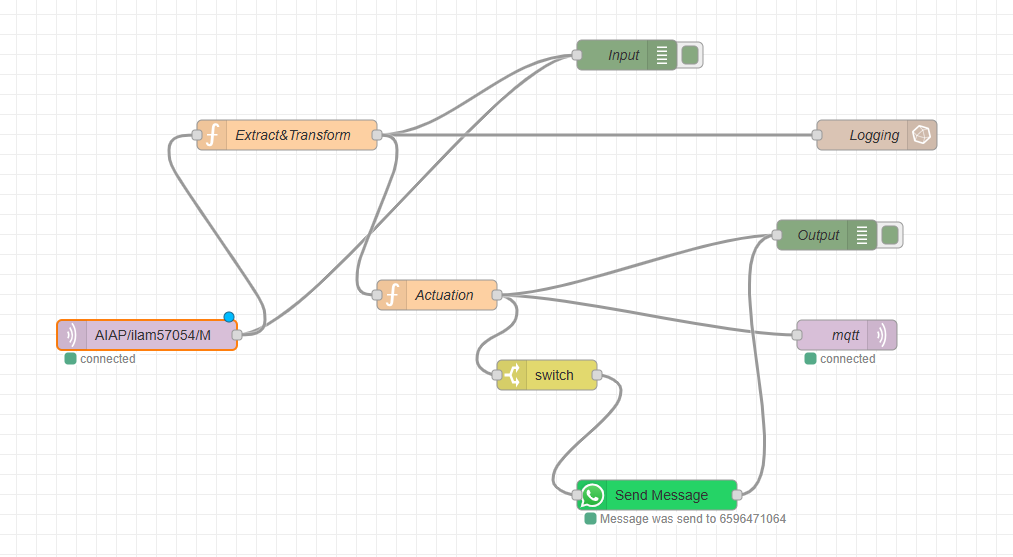 Input
Extract&Transform
Logging
Output
Actuation
AIAP/ilam57054/M
connected
mqtt
connected
switch
Send Message
Message was send to 6596471064